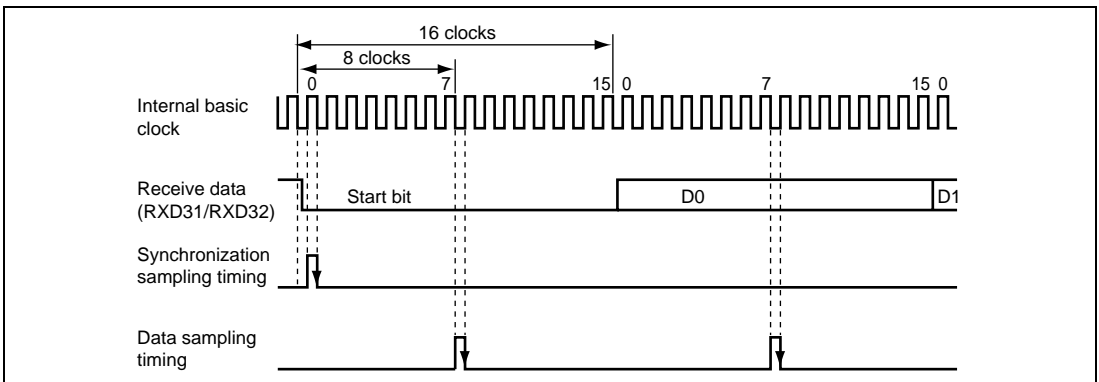 16 clocks
8 clocks
0 7 15 0 7 15 0
Internal basic
clock
Receive data
(RXD31/RXD32)
Start bit D0 D1
Synchronization
sampling timing
Data sampling
timing